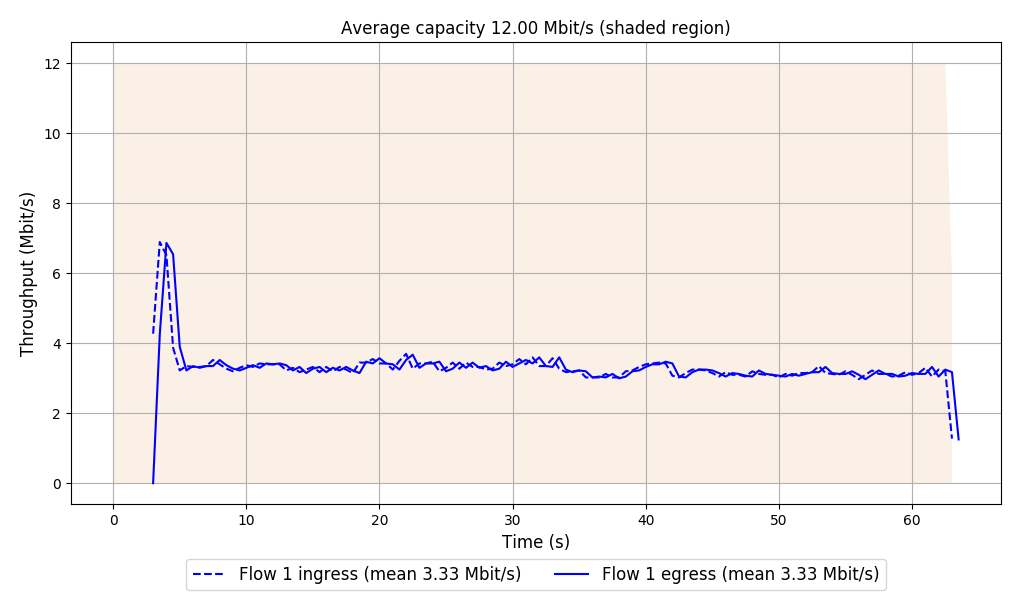 Average capacity 12.00 Mbit/s (shaded region)
Throughput (Mbit/s)
12
10
8
6
4
2
0
0 10 20 30 40 50 60
Time (s)
Flow 1 ingress (mean 3.33 Mbit/s) Flow 1 egress (mean 3.33 Mbit/s)